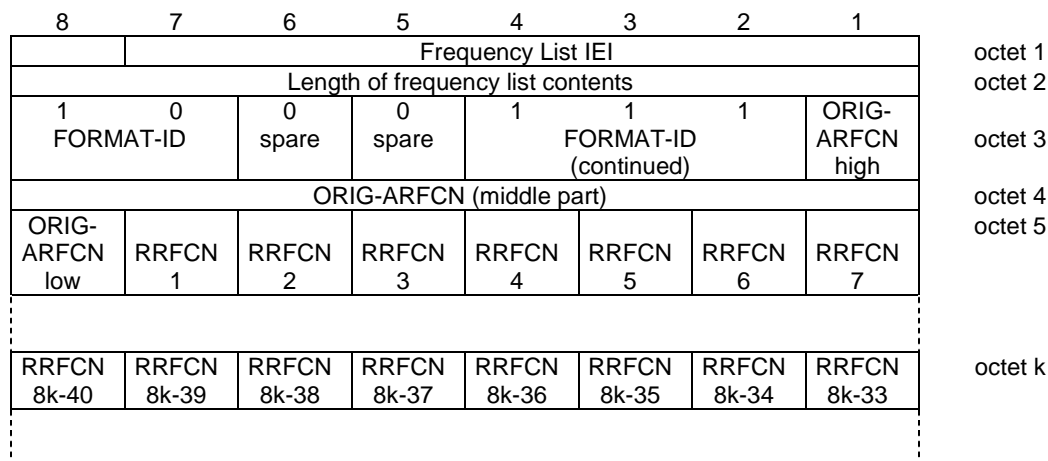 8 7 6 5 4 3 2 1
Frequency List IEI octet 1
Length of frequency list contents octet 2
1 0 0 0 1 1 1 ORIG-
FORMAT-ID spare spare FORMAT-ID ARFCN octet 3
(continued) high
ORIG-ARFCN (middle part) octet 4
ORIG- octet 5
ARFCN RRFCN RRFCN RRFCN RRFCN RRFCN RRFCN RRFCN
low 1 2 3 4 5 6 7
RRFCN RRFCN RRFCN RRFCN RRFCN RRFCN RRFCN RRFCN octet k
8k-40 8k-39 8k-38 8k-37 8k-36 8k-35 8k-34 8k-33